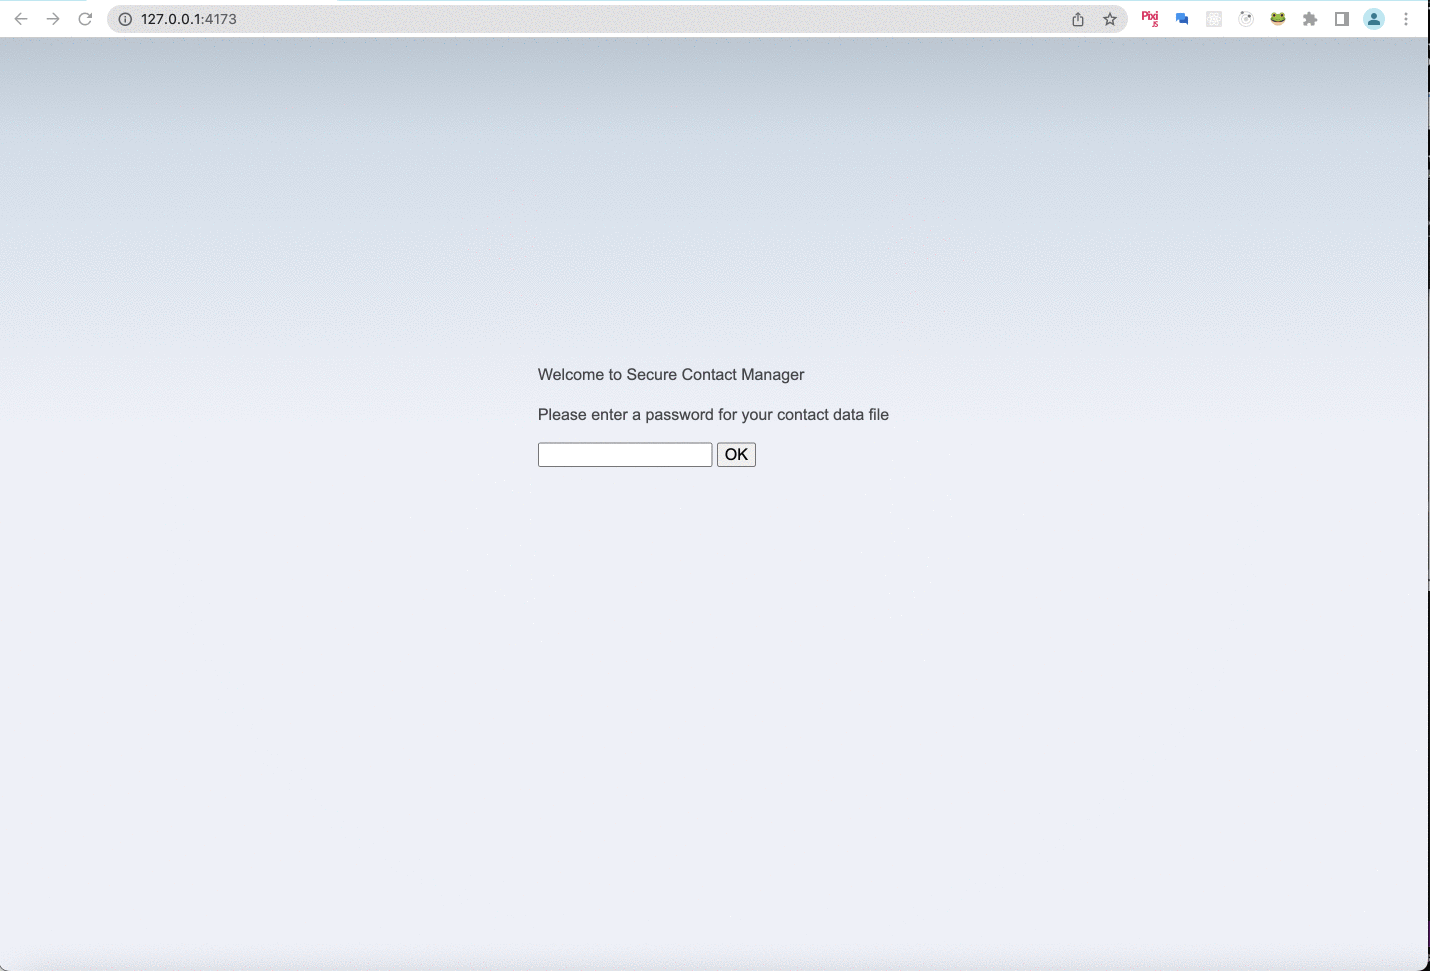 127.0.0.1:4173
Pixi
JS
Welcome to Secure Contact Manager
Please enter a password for your contact data file
OK